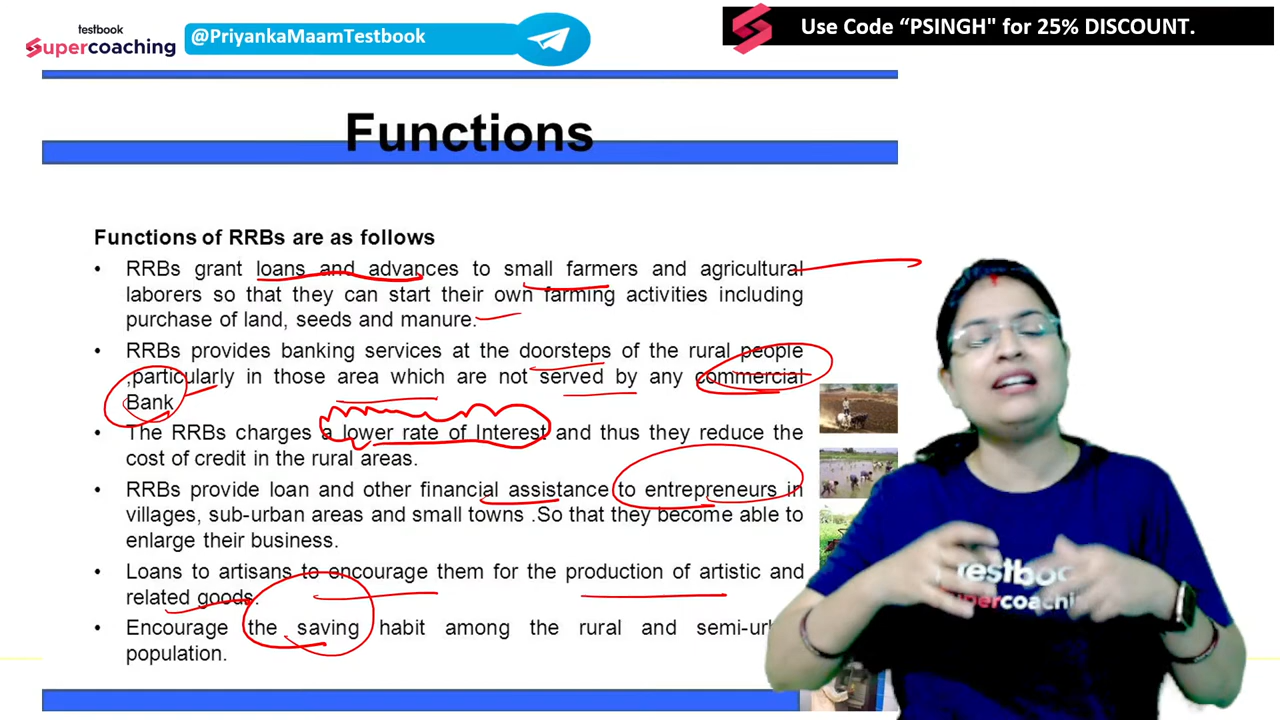 testbook
Supercoaching
@PriyankaMaamTestbook
Use Code “PSINGH" for 25% DISCOUNT.
Functions
Functions of RRBs are as follows
• RRBs grant loans and advances to small farmers and agricultural
laborers so that they can start their own farming activities including
purchase of land, seeds and manure.
• RRBs provides banking services at the doorsteps of the rural people
,particularly in those area which are not served by any commercial
Bank
• The RRBs charges a lower rate of Interest and thus they reduce the
cost of credit in the rural areas.
• RRBs provide loan and other financial assistance to entrepreneurs in
villages, sub-urban areas and small towns .So that they become able to
enlarge their business.
• Loans to artisans to encourage them for the production of artistic and
related goods.
• Encourage the saving habit among the rural and semi-urb
population.
testboo
supercoachi